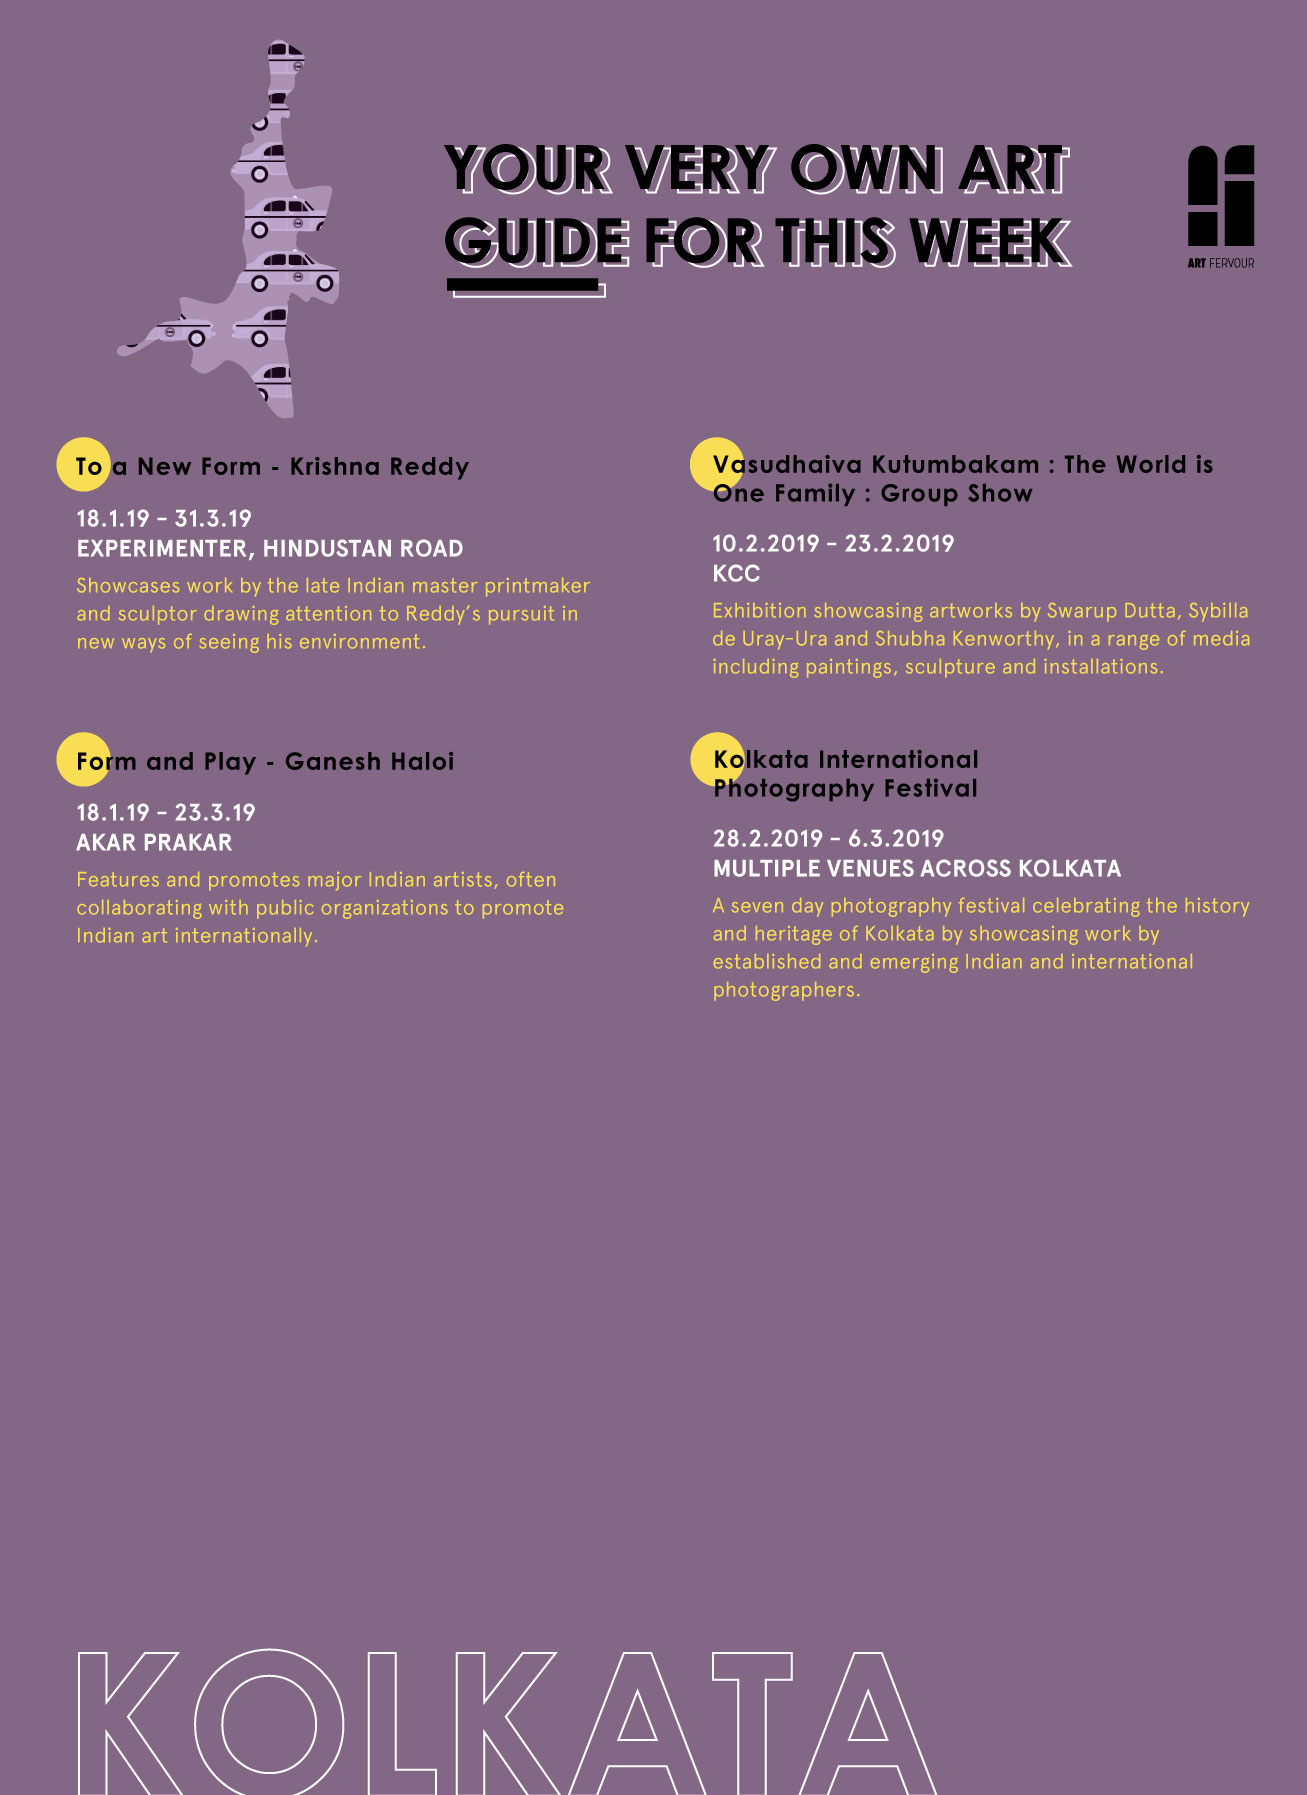 YOUR VERY OWN ART
GUIDE FOR THIS WEEK
ART FERVOUR
To a New Form - Krishna Reddy
18.1.19 - 31.3.19
EXPERIMENTER, HINDUSTAN ROAD
Showcases work by the late Indian master printmaker
and sculptor drawing attention to Reddy's pursuit in
new ways of seeing his environment.
Vasudhaiva Kutumbakam : The World is
One Family : Group Show
10.2.2019 - 23.2.2019
KCC
Exhibition showcasing artworks by Swarup Dutta, Sybilla
de Uray-Ura and Shubha Kenworthy, in a range of media
including paintings, sculpture and installations.
Form and Play - Ganesh Haloi
18.1.19 - 23.3.19
AKAR PRAKAR
Features and promotes major Indian artists, often
collaborating with public organizations to promote
Indian art internationally.
Kolkata International
Photography Festival
28.2.2019 - 6.3.2019
MULTIPLE VENUES ACROSS KOLKATA
A seven day photography festival celebrating the history
and heritage of Kolkata by showcasing work by
established and emerging Indian and international
photographers.
KOLKATA